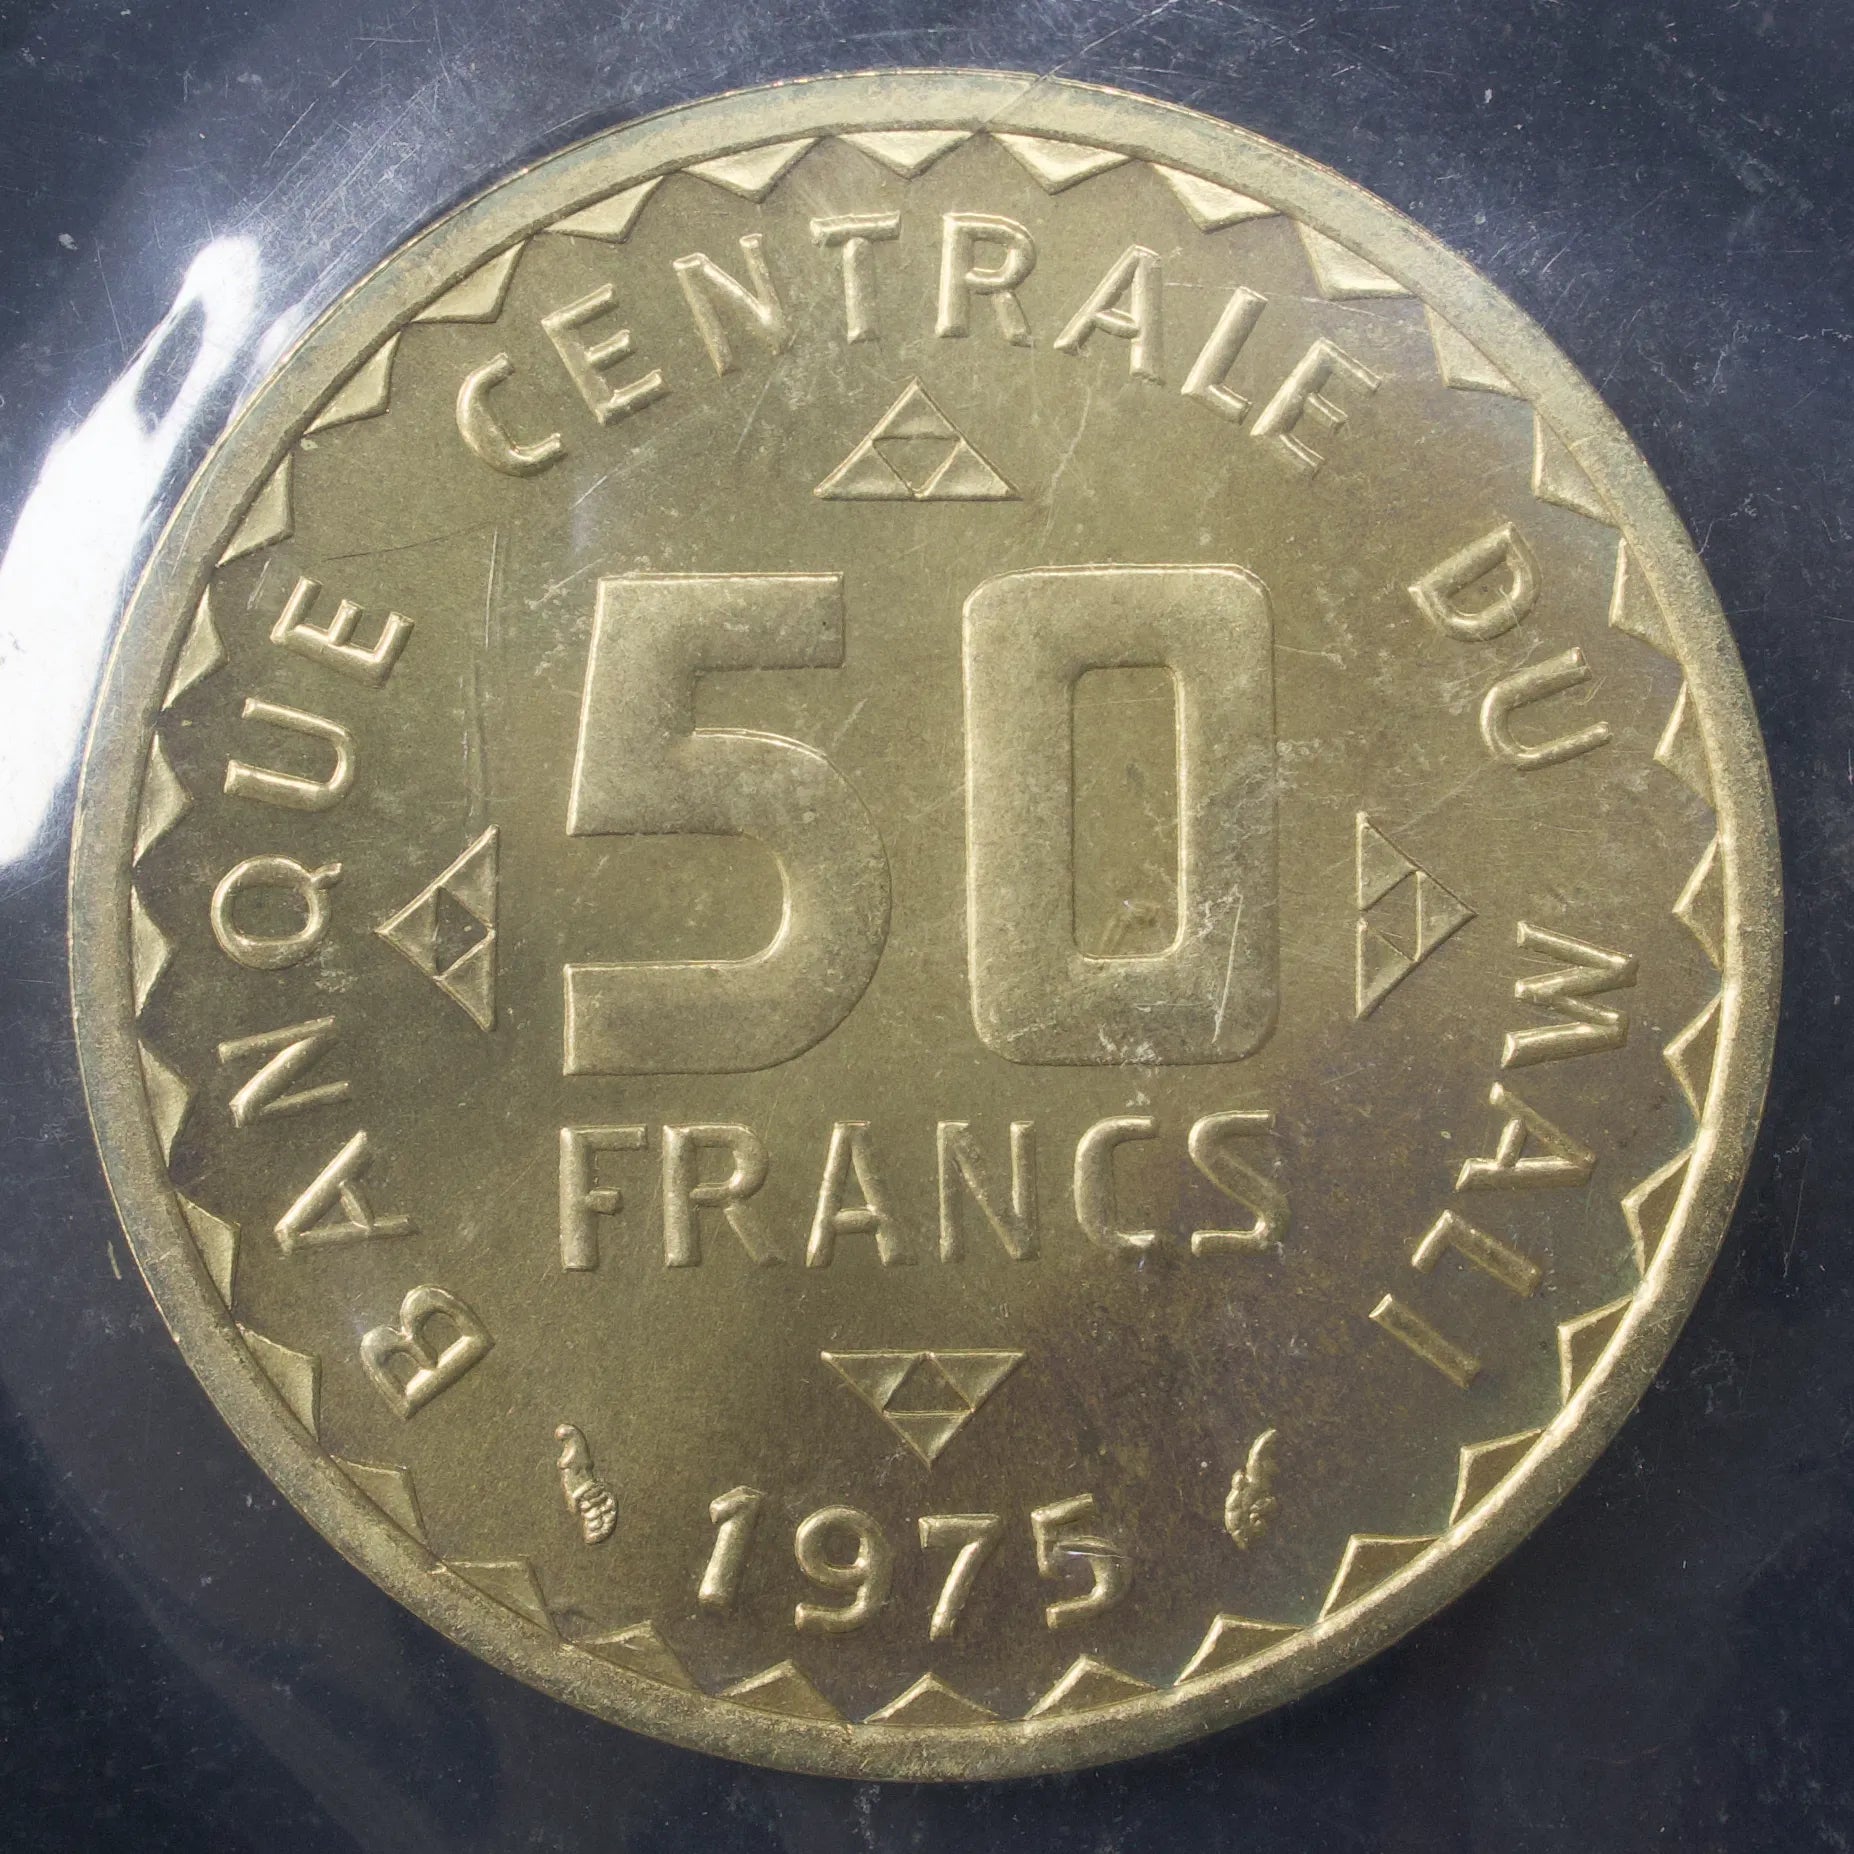 BANQUE CENTRALE DU MALI
50
FRANCS
1975